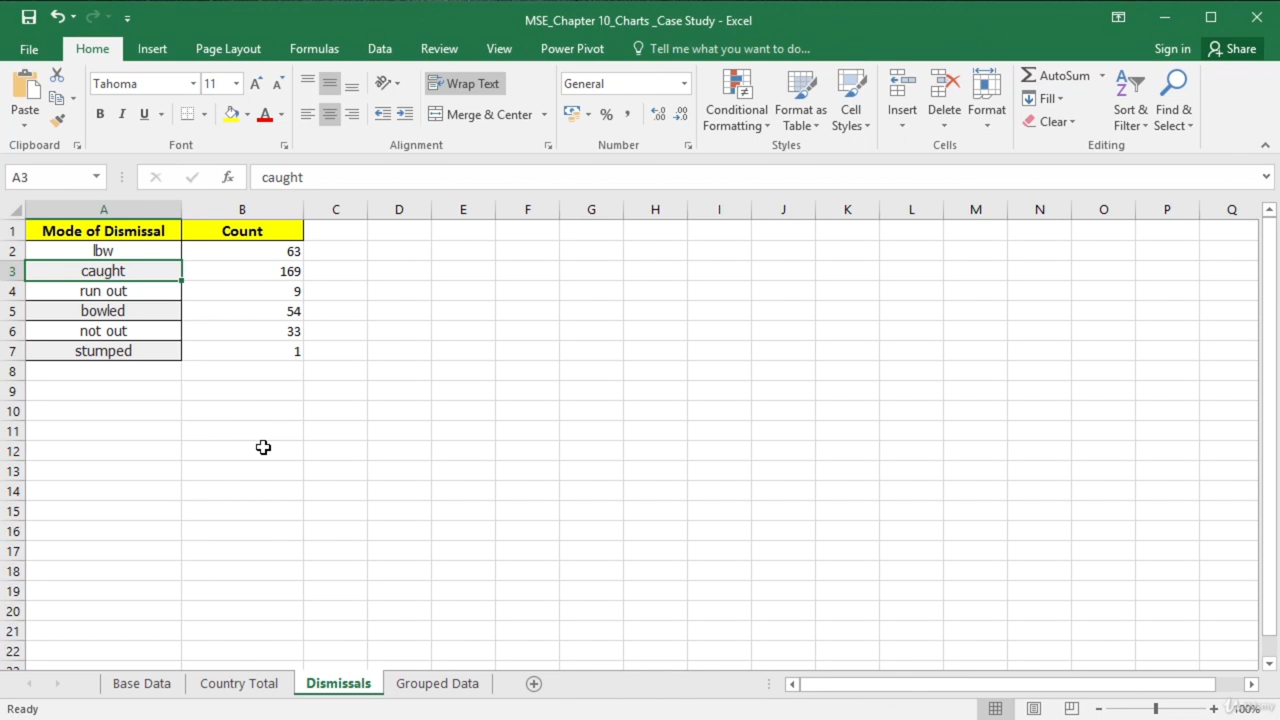 MSE_Chapter 10_Charts _Case Study - Excel
File Home Insert Page Layout Formulas Data Review View Power Pivot Tell me what you want to do... Sign in Share
Paste
Clipboard
Tahoma 11 A A
B I U A
Font
Wrap Text
Merge & Center
Alignment
General
% , .0 .00 .00 .0
Number
Conditional Formatting
Format as Table
Cell Styles
Styles
Insert Delete Format
Cells
AutoSum
Fill
Clear
Sort & Filter
Find & Select
Editing
A3 fx caught
A B C D E F G H I J K L M N O P Q
1 Mode of Dismissal Count
2 lbw 63
3 caught 169
4 run out 9
5 bowled 54
6 not out 33
7 stumped 1
8
9
10
11
12
13
14
15
16
17
18
19
20
21
22
Base Data Country Total Dismissals Grouped Data
Ready 100%